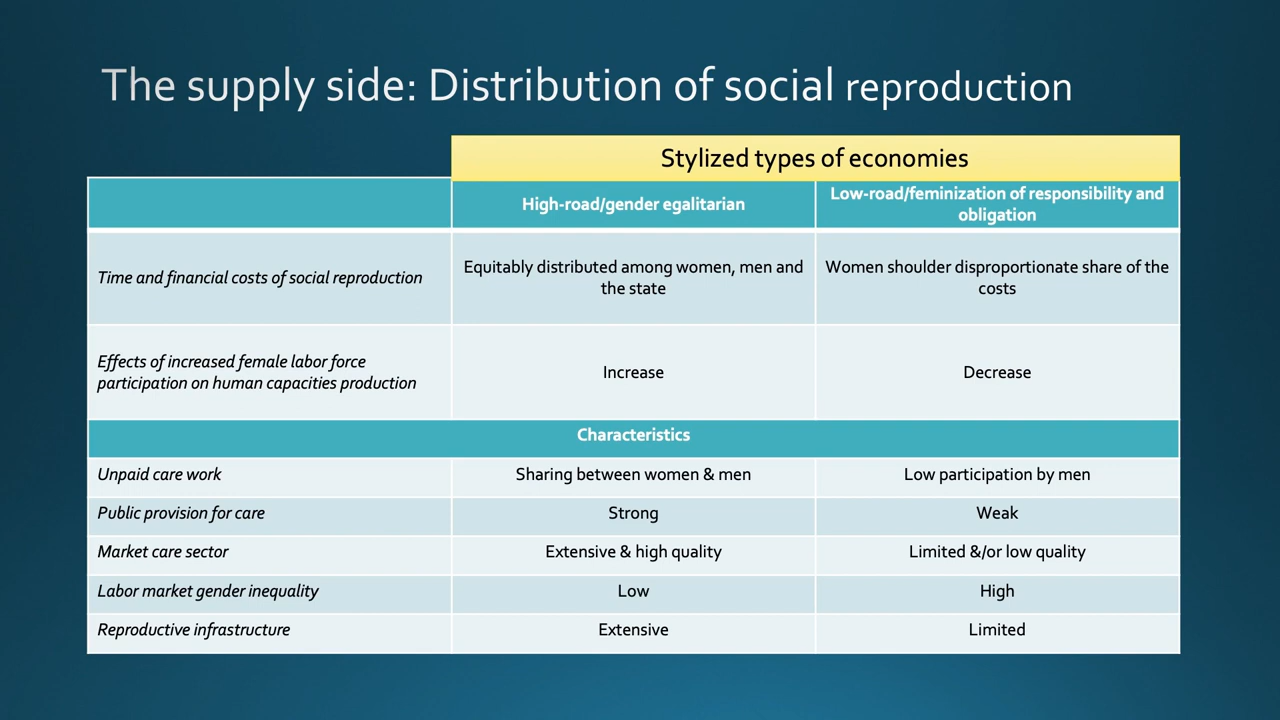 The supply side: Distribution of social reproduction
Stylized types of economies
High-road/gender egalitarian
Low-road/feminization of responsibility and
obligation
Time and financial costs of social reproduction
Equitably distributed among women, men and
the state
Women shoulder disproportionate share of the
costs
Effects of increased female labor force
participation on human capacities production
Increase
Decrease
Characteristics
Unpaid care work
Sharing between women & men
Low participation by men
Public provision for care
Strong
Weak
Market care sector
Extensive & high quality
Limited &/or low quality
Labor market gender inequality
Low
High
Reproductive infrastructure
Extensive
Limited